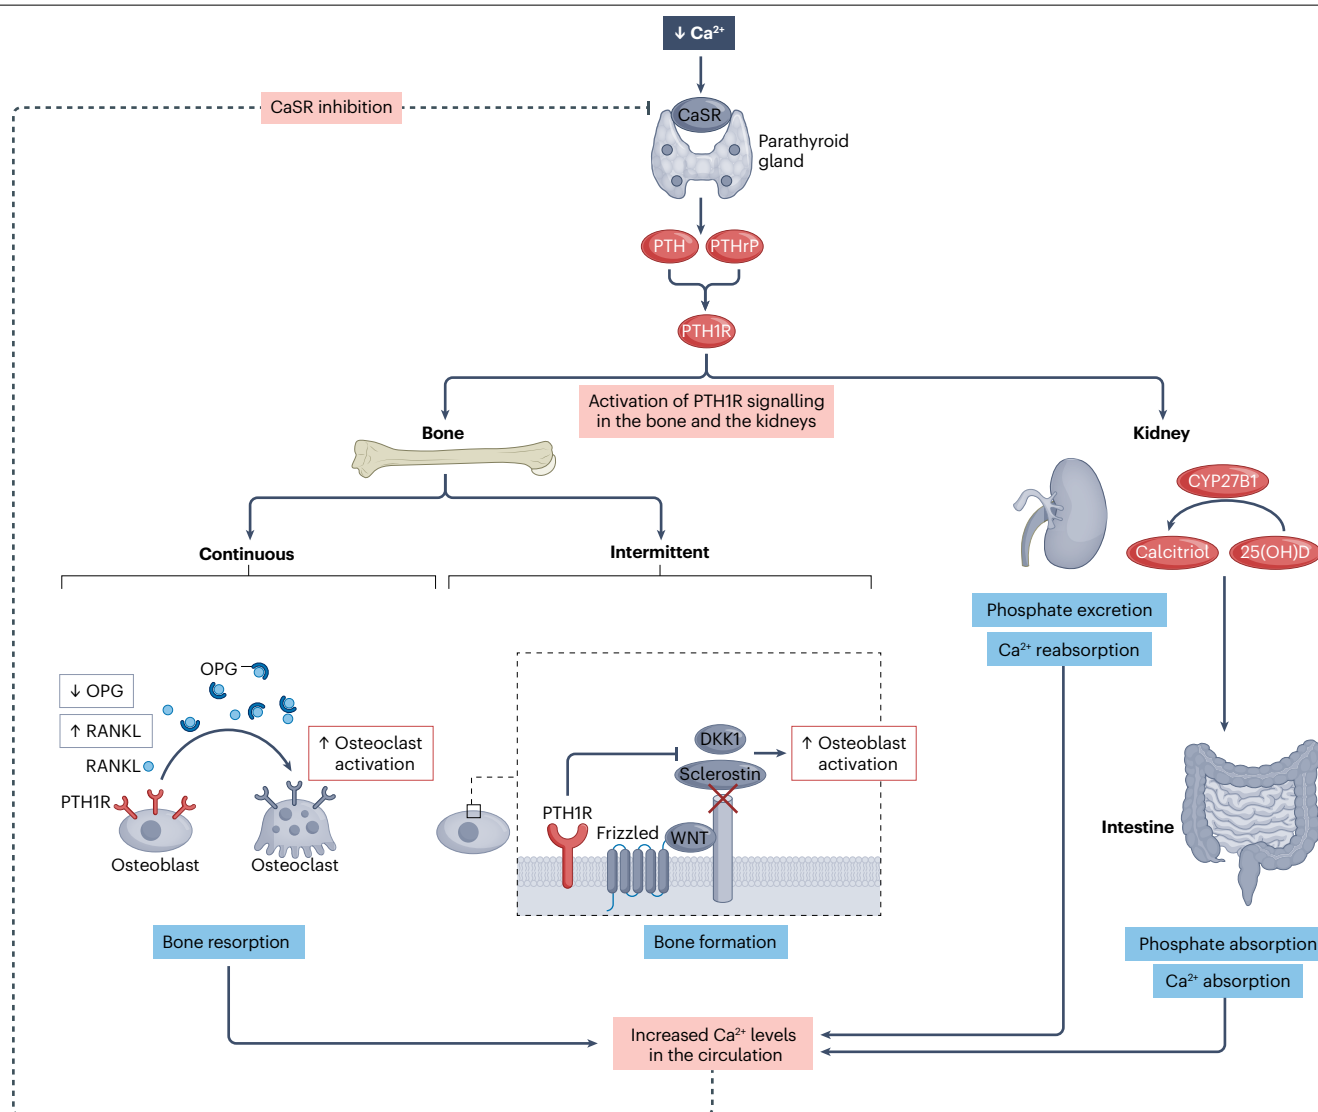 ↓ Ca²⁺
CaSR inhibition
CaSR
Parathyroid
gland
PTH
PTHrP
PTH1R
Activation of PTH1R signalling
in the bone and the kidneys
Bone
Kidney
CYP27B1
Calcitriol
25(OH)D
Continuous
Intermittent
Phosphate excretion
Ca²⁺ reabsorption
OPG
↓ OPG
↑ RANKL
RANKL
↑ Osteoclast
activation
PTH1R
Osteoblast
Osteoclast
DKK1
Sclerostin
↑ Osteoblast
activation
PTH1R
Frizzled
WNT
Intestine
Bone resorption
Bone formation
Phosphate absorption
Ca²⁺ absorption
Increased Ca²⁺ levels
in the circulation